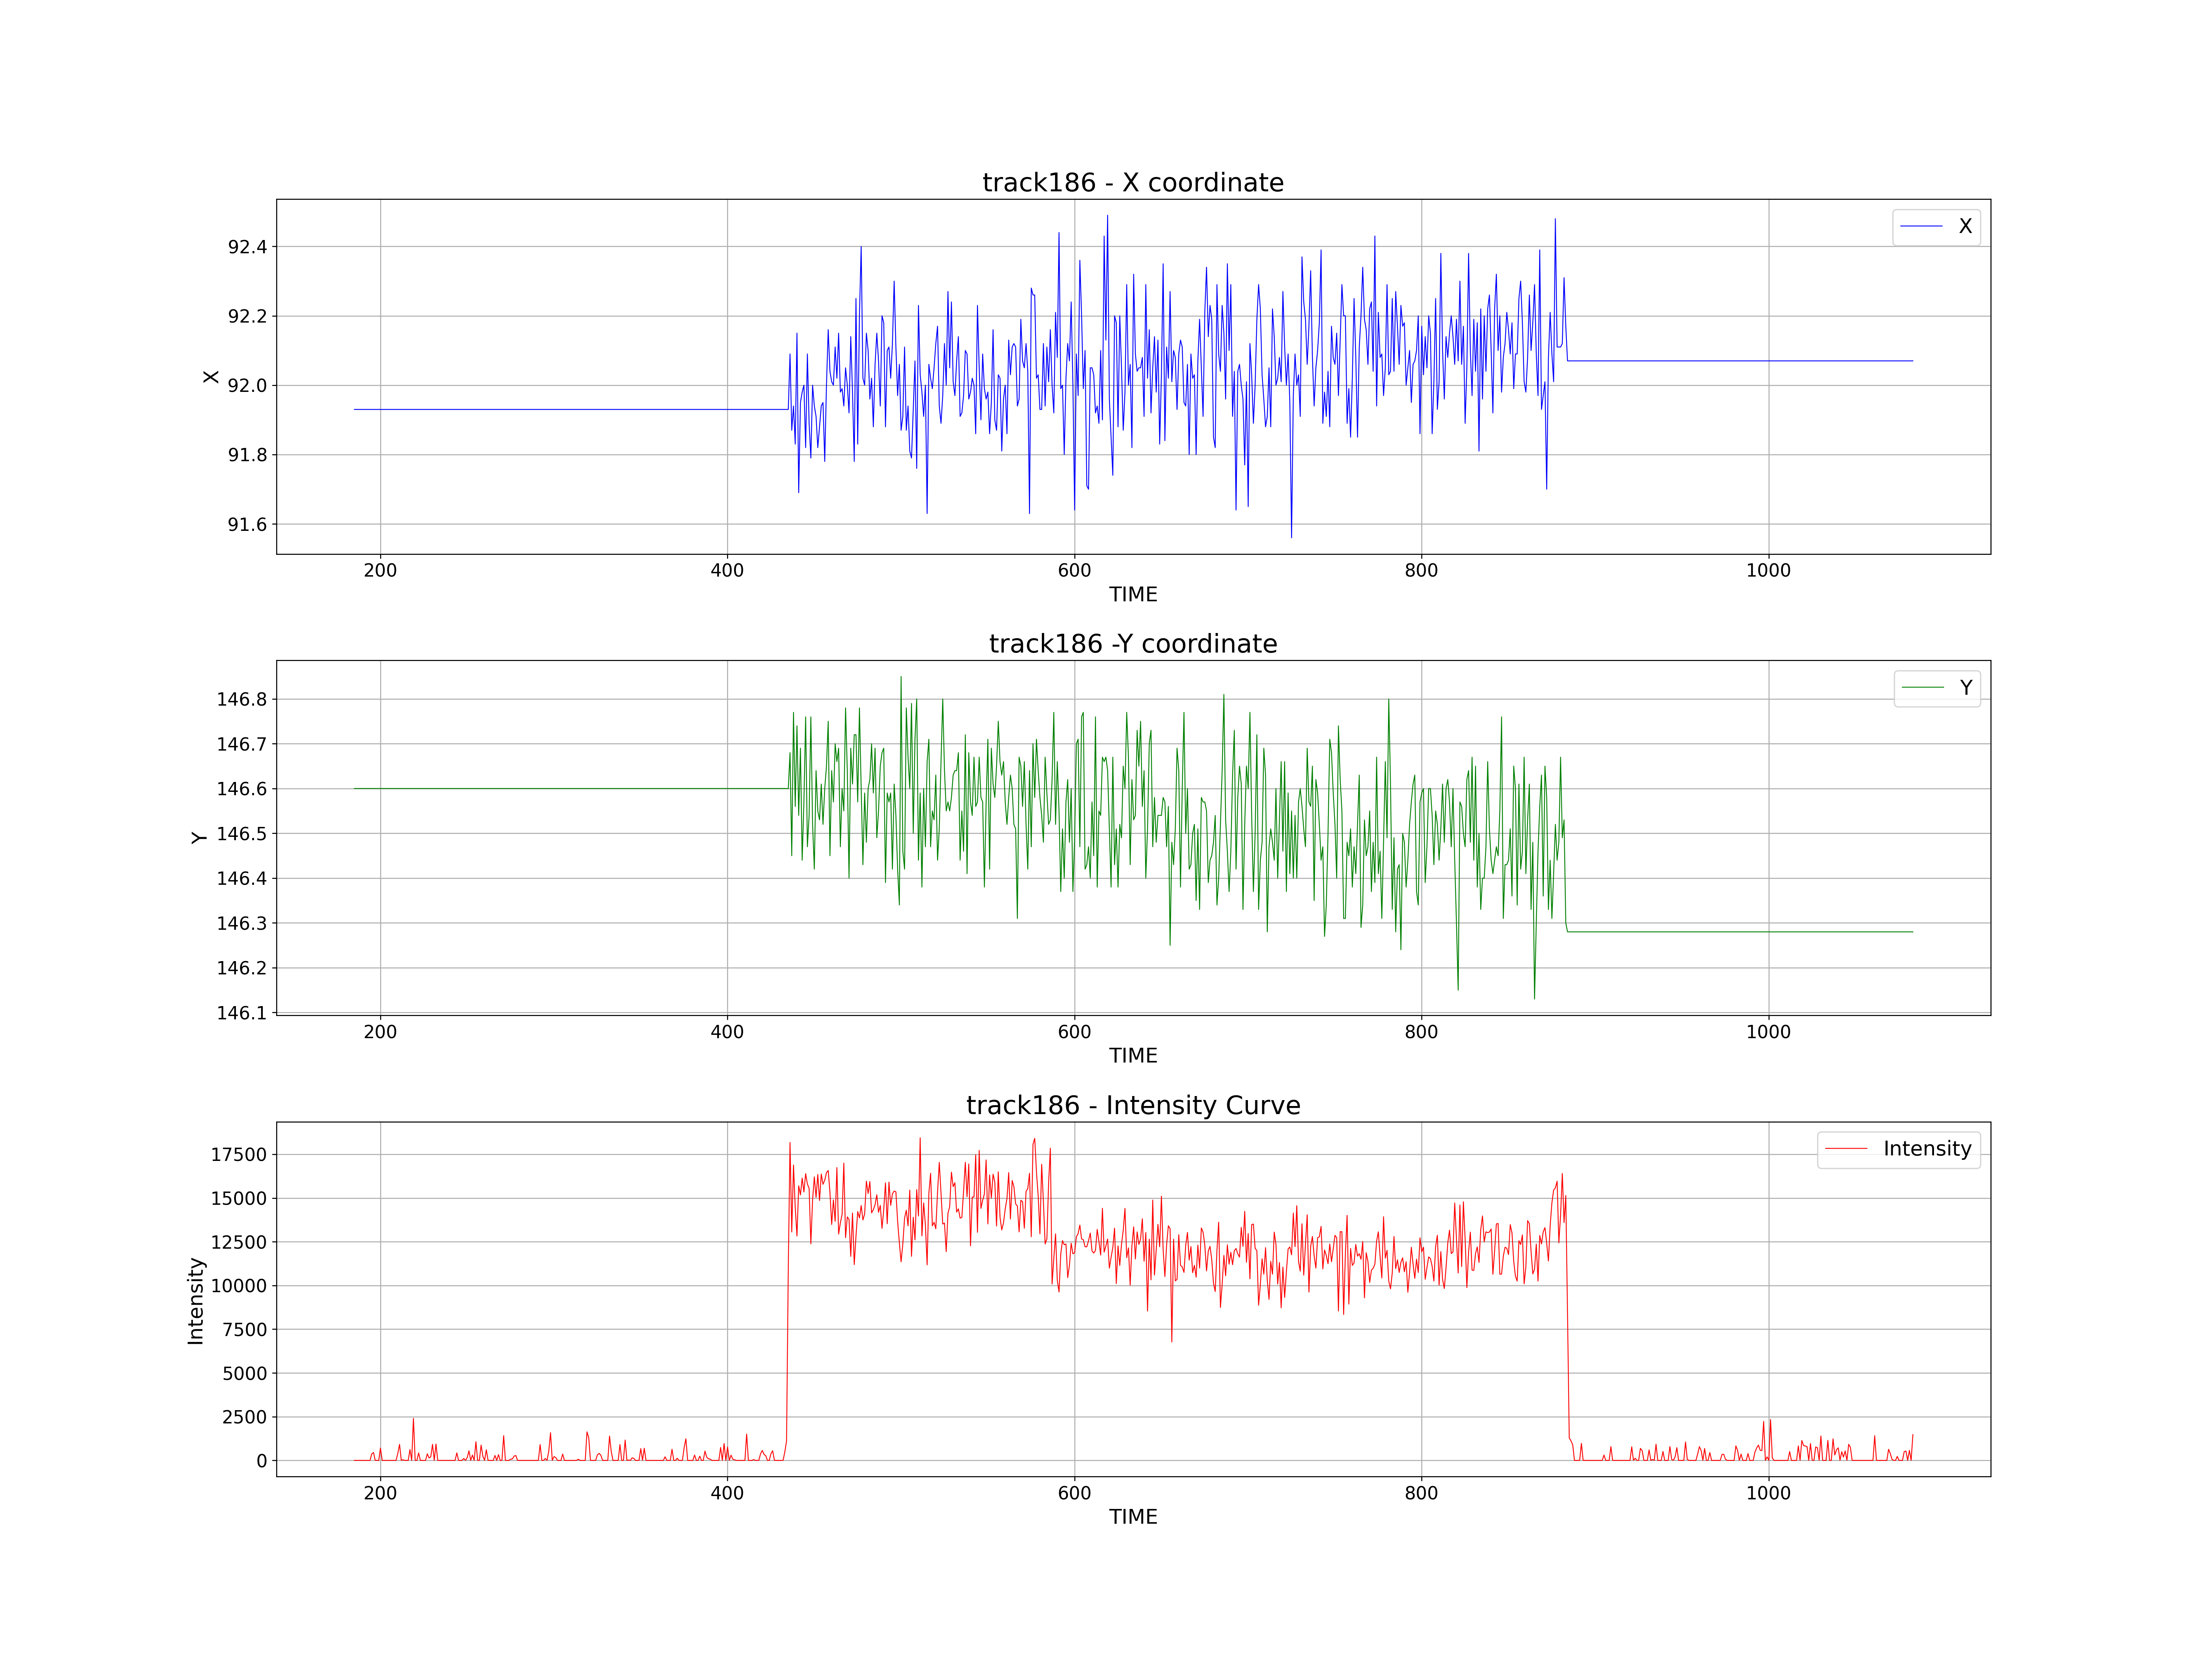 track186 - X coordinate
X
92.4
92.2
92.0
91.8
91.6
X
200 400 600 800 1000
TIME
track186 -Y coordinate
Y
146.8
146.7
146.6
146.5
146.4
146.3
146.2
146.1
Y
200 400 600 800 1000
TIME
track186 - Intensity Curve
Intensity
17500
15000
12500
10000
7500
5000
2500
0
Intensity
200 400 600 800 1000
TIME